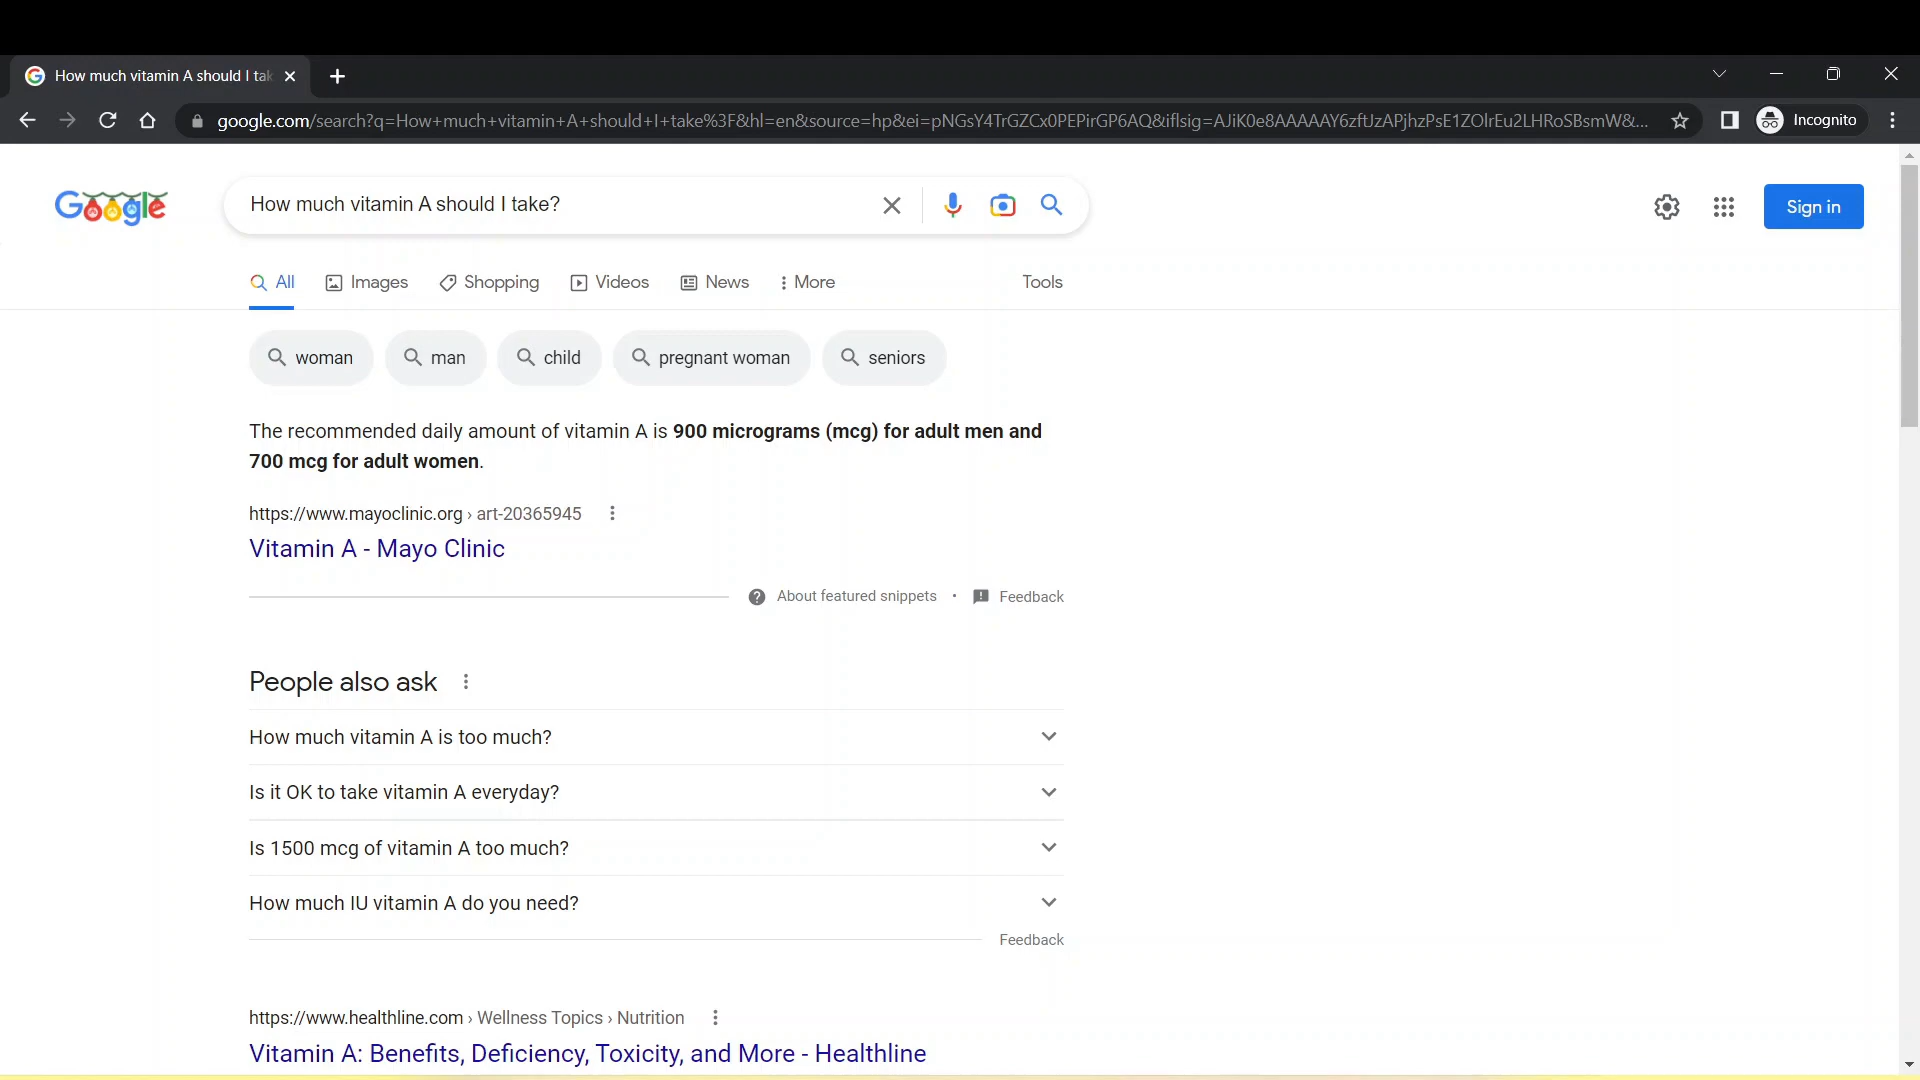 How much vitamin A should I tak
google.com/search?q=How+much+vitamin+A+should+I+take%3F&hl=en&source=hp&ei=pNGsY4TrGZCx0PEPirGP6AQ&iflsig=AJiK0e8AAAAAY6zftJzAPjhzPsE1ZOlrEu2LHRoSBsmW&...
Incognito
Google
How much vitamin A should I take?
Sign in
All Images Shopping Videos News More Tools
woman man child pregnant woman seniors
The recommended daily amount of vitamin A is 900 micrograms (mcg) for adult men and
700 mcg for adult women.
https://www.mayoclinic.org › art-20365945
Vitamin A - Mayo Clinic
About featured snippets • Feedback
People also ask
How much vitamin A is too much?
Is it OK to take vitamin A everyday?
Is 1500 mcg of vitamin A too much?
How much IU vitamin A do you need?
Feedback
https://www.healthline.com › Wellness Topics › Nutrition
Vitamin A: Benefits, Deficiency, Toxicity, and More - Healthline